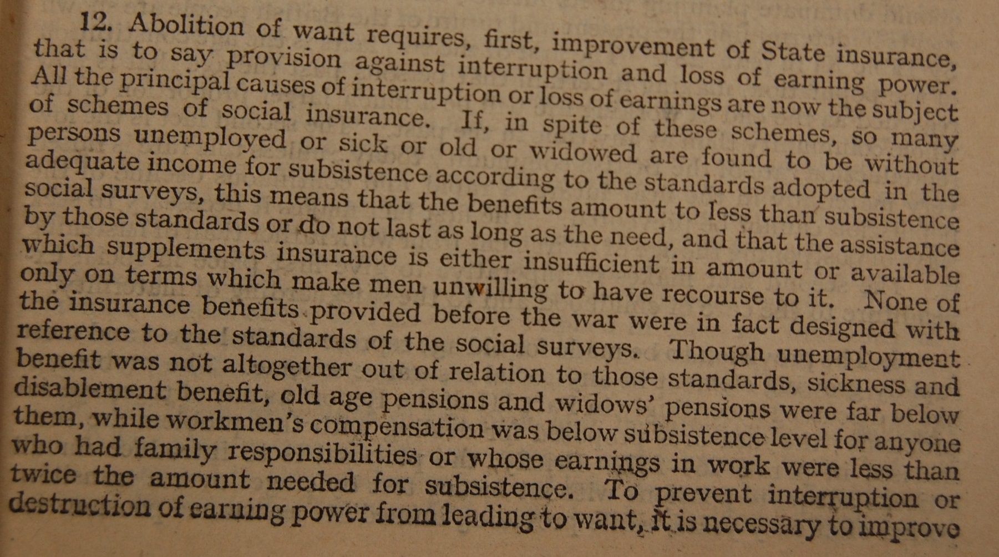 12. Abolition of want requires, first, improvement of State insurance,
that is to say provision against interruption and loss of earning power.
All the principal causes of interruption or loss of earnings are now the subject
of schemes of social insurance. If, in spite of these schemes, so many
persons unemployed or sick or old or widowed are found to be without
adequate income for subsistence according to the standards adopted in the
social surveys, this means that the benefits amount to less than subsistence
by those standards or do not last as long as the need, and that the assistance
which supplements insurance is either insufficient in amount or available
only on terms which make men unwilling to have recourse to it. None of
the insurance benefits provided before the war were in fact designed with
reference to the standards of the social surveys. Though unemployment
benefit was not altogether out of relation to those standards, sickness and
disablement benefit, old age pensions and widows' pensions were far below
them, while workmen's compensation was below subsistence level for anyone
who had family responsibilities or whose earnings in work were less than
twice the amount needed for subsistence. To prevent interruption or
destruction of earning power from leading to want, it is necessary to improve